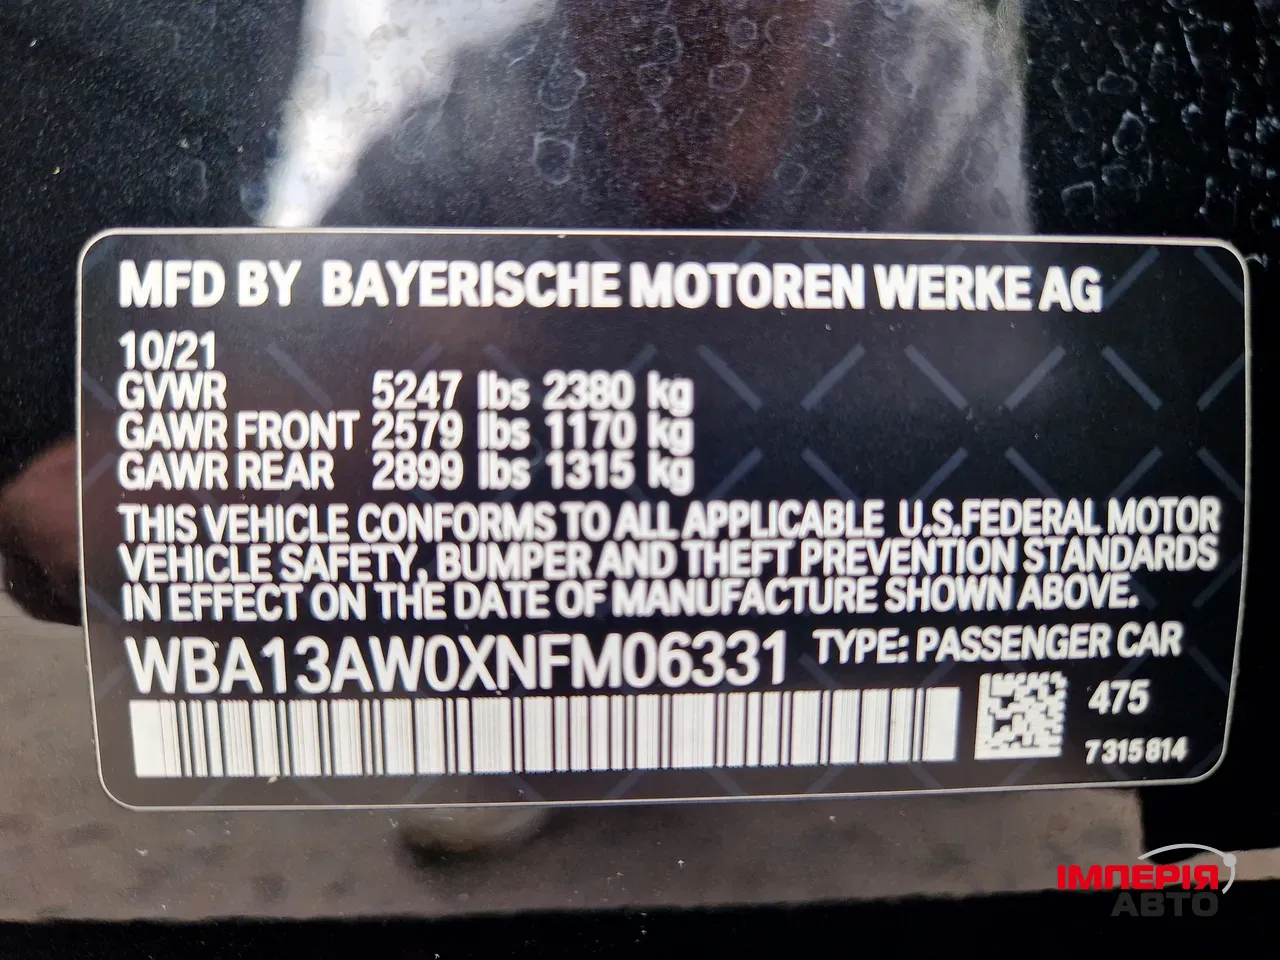 MFD BY BAYERISCHE MOTOREN WERKE AG
10/21
GVWR 5247 lbs 2380 kg
GAWR FRONT 2579 lbs 1170 kg
GAWR REAR 2899 lbs 1315 kg
THIS VEHICLE CONFORMS TO ALL APPLICABLE U.S.FEDERAL MOTOR
VEHICLE SAFETY, BUMPER AND THEFT PREVENTION STANDARDS
IN EFFECT ON THE DATE OF MANUFACTURE SHOWN ABOVE.
WBA13AW0XNFM06331 TYPE: PASSENGER CAR
475
7315814
ІМПЕРІЯ
АВТО